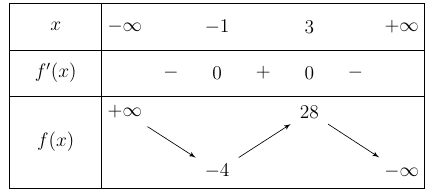 x −∞ −1 3 +∞
f′(x) − 0 + 0 −
+∞ 28
f(x)
−4 −∞